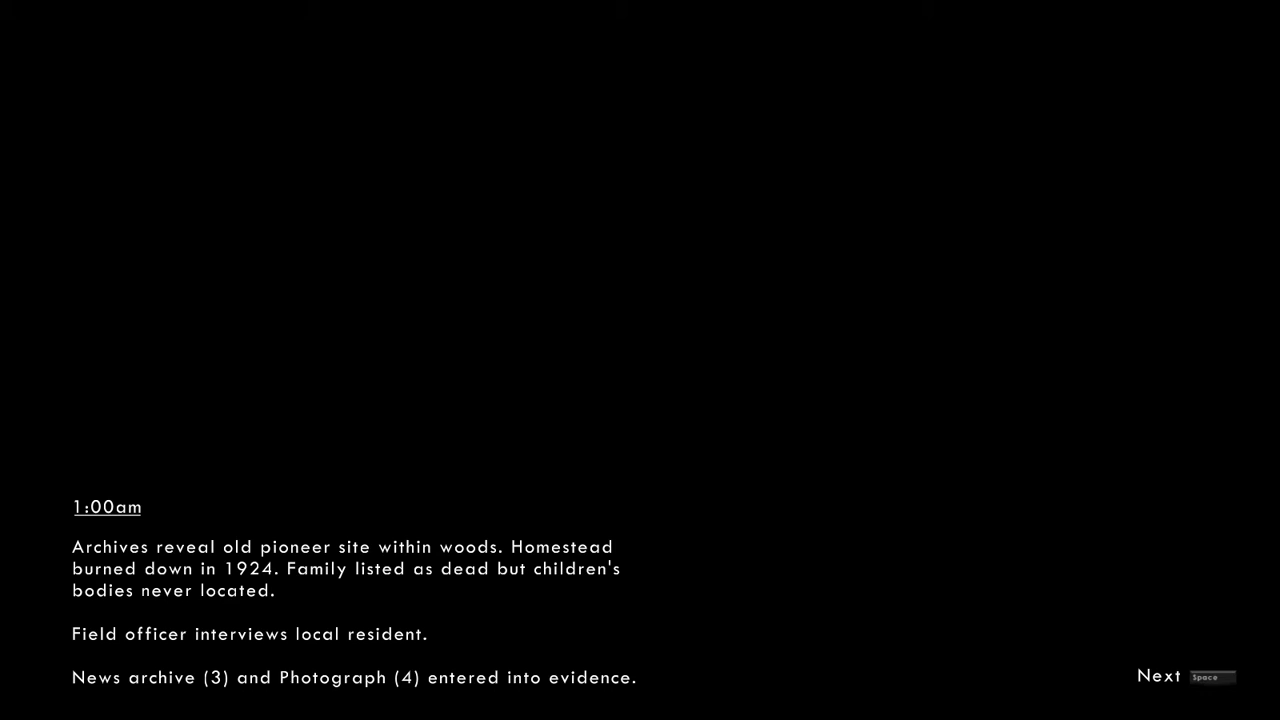 1:00am
Archives reveal old pioneer site within woods. Homestead
burned down in 1924. Family listed as dead but children's
bodies never located.
Field officer interviews local resident.
News archive (3) and Photograph (4) entered into evidence.
Next Space